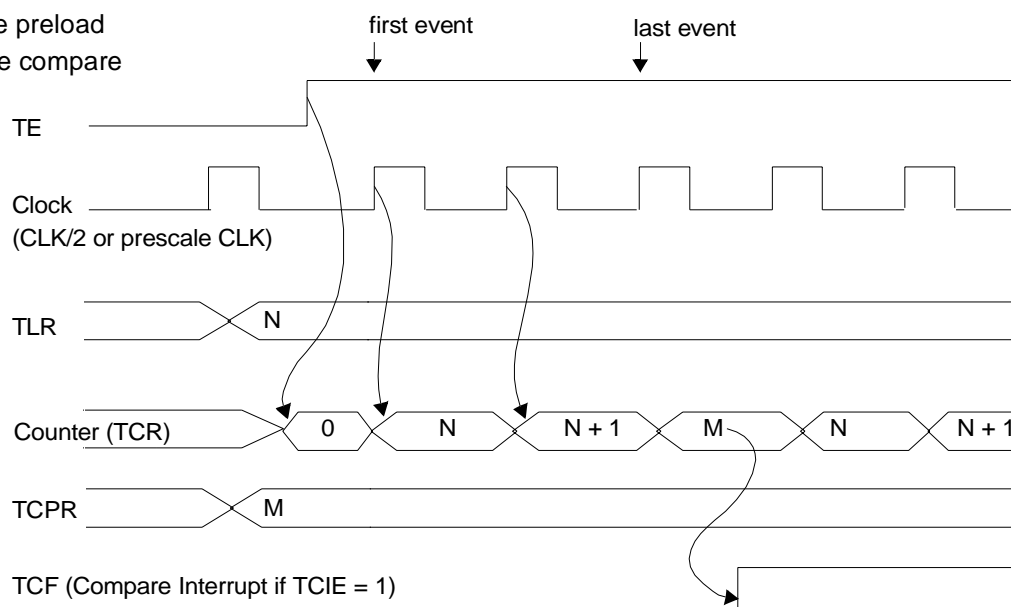 e preload
e compare
first event
last event
TE
Clock
(CLK/2 or prescale CLK)
TLR
N
Counter (TCR)
0
N
N + 1
M
N
N + 1
TCPR
M
TCF (Compare Interrupt if TCIE = 1)